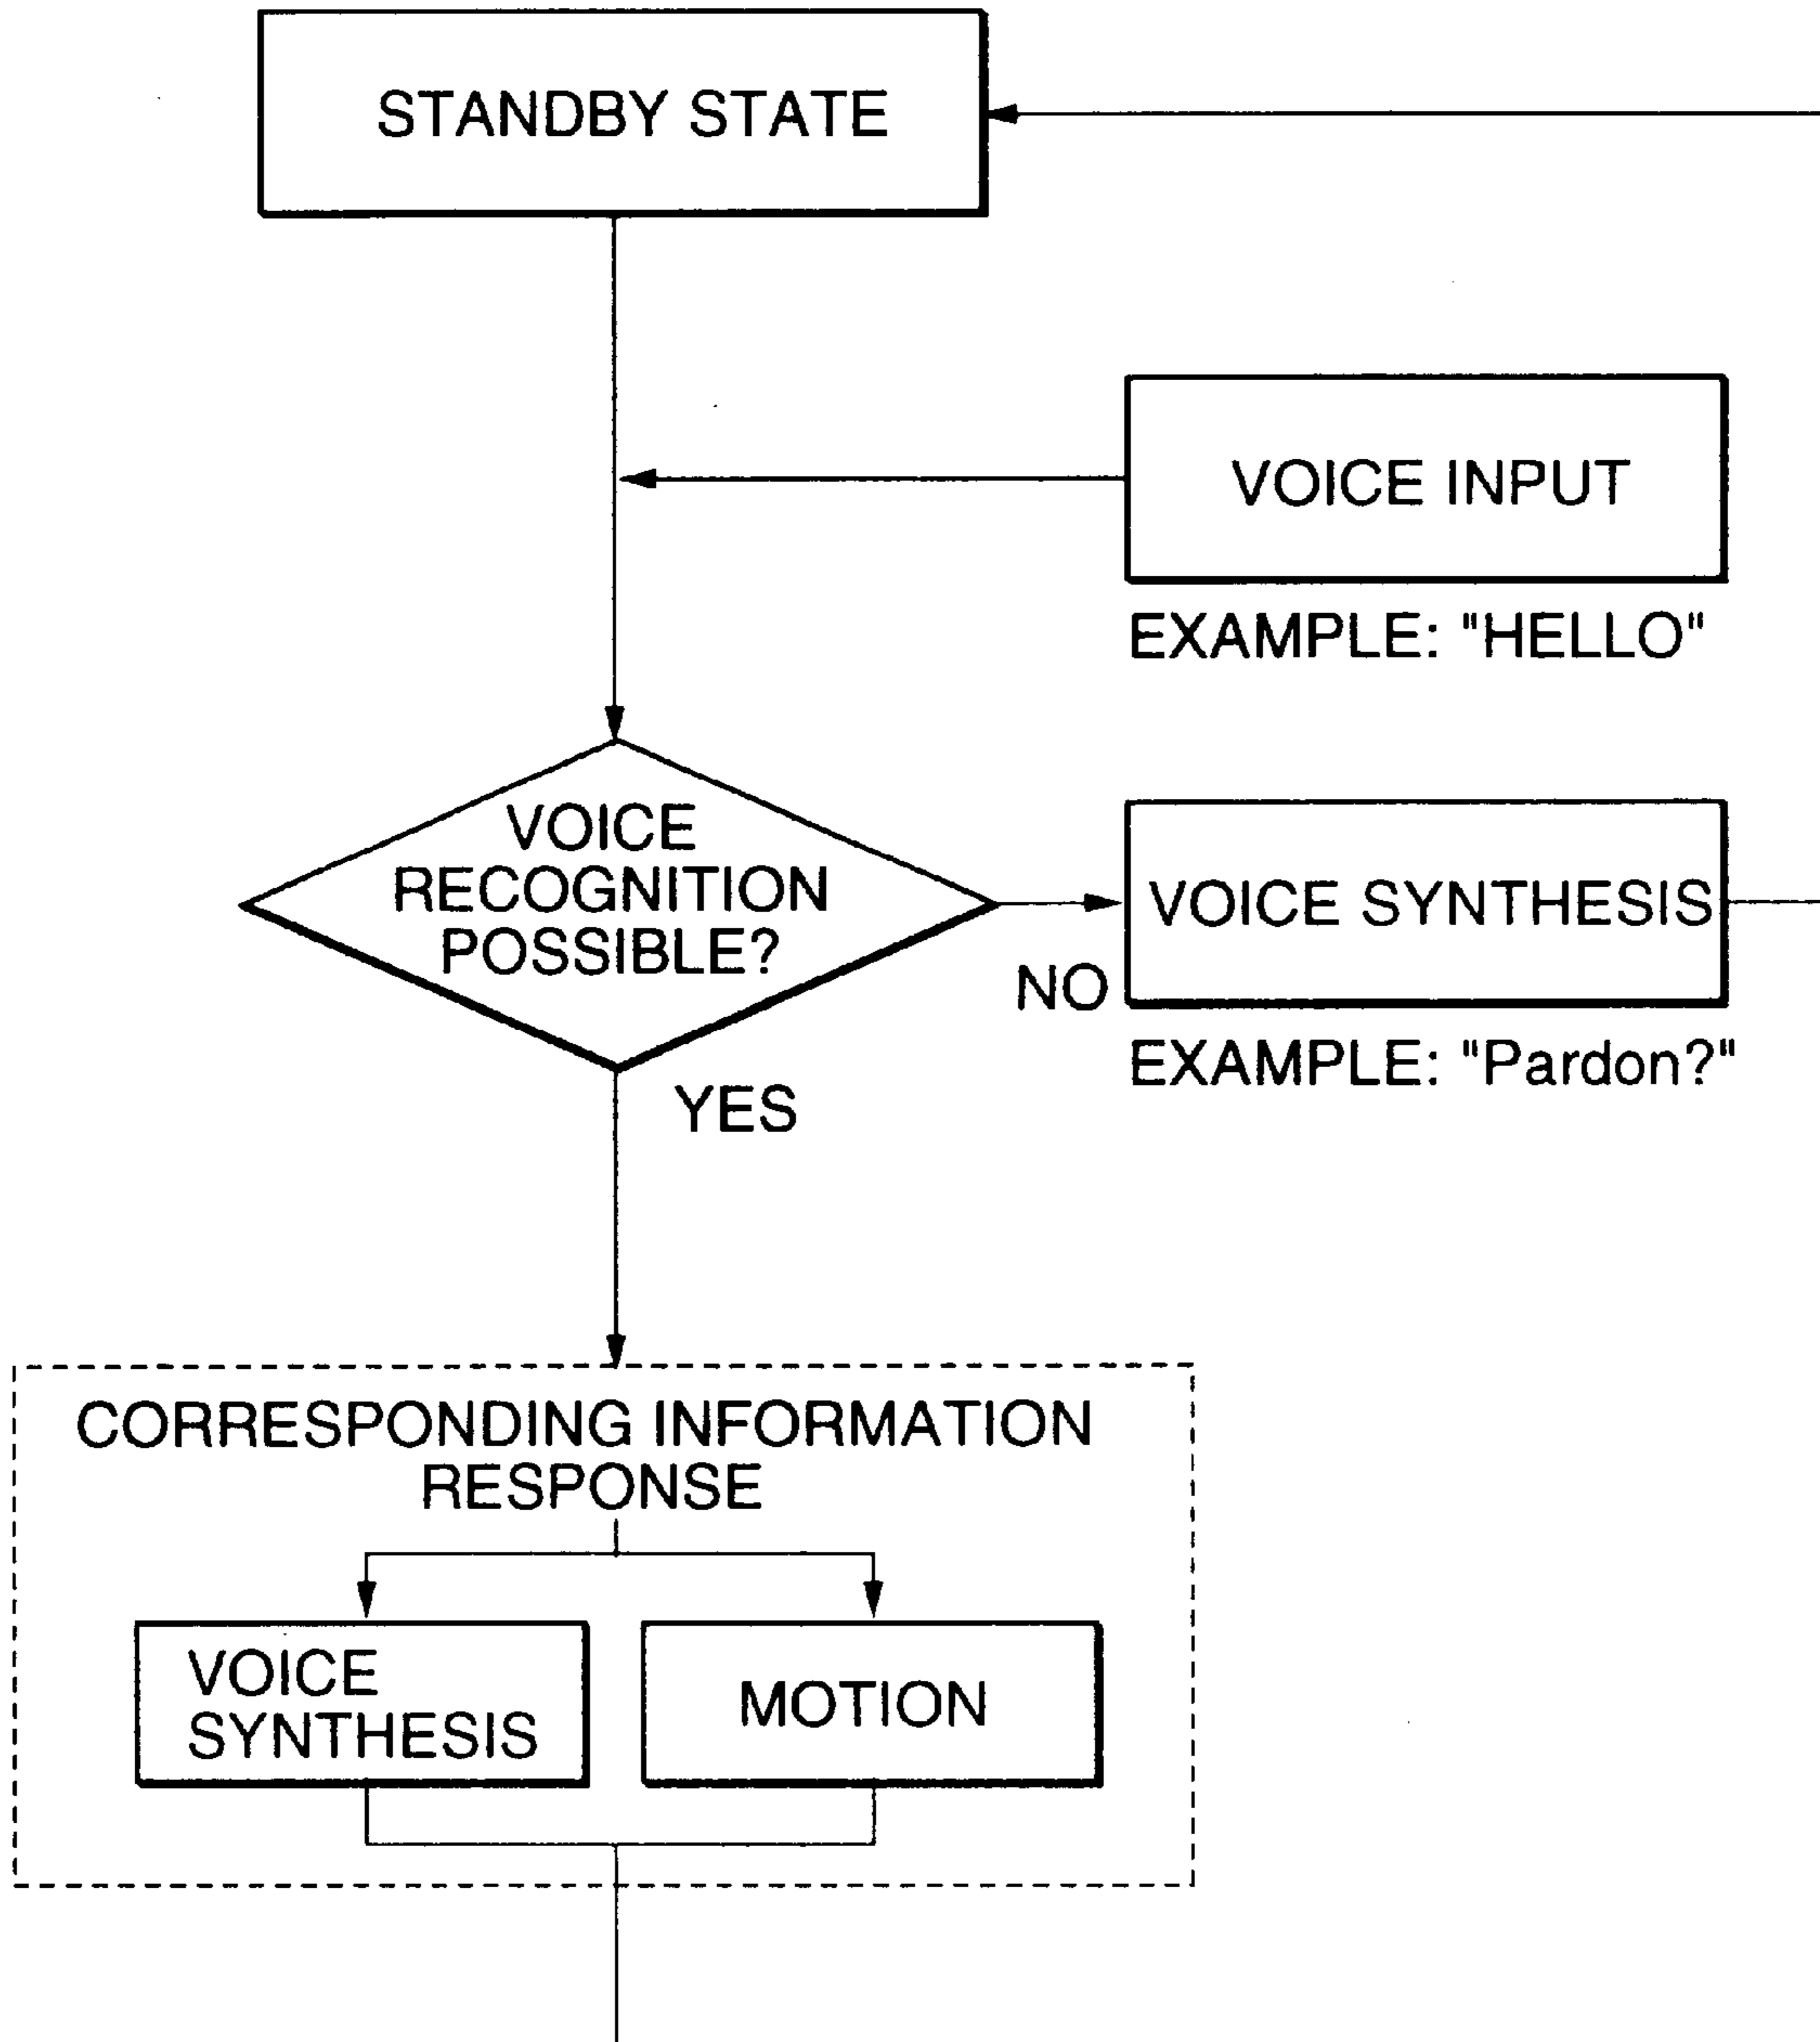 STANDBY STATE
VOICE INPUT
EXAMPLE: "HELLO"
VOICE
RECOGNITION
POSSIBLE?
NO
VOICE SYNTHESIS
EXAMPLE: "Pardon?"
YES
CORRESPONDING INFORMATION
RESPONSE
VOICE
SYNTHESIS
MOTION